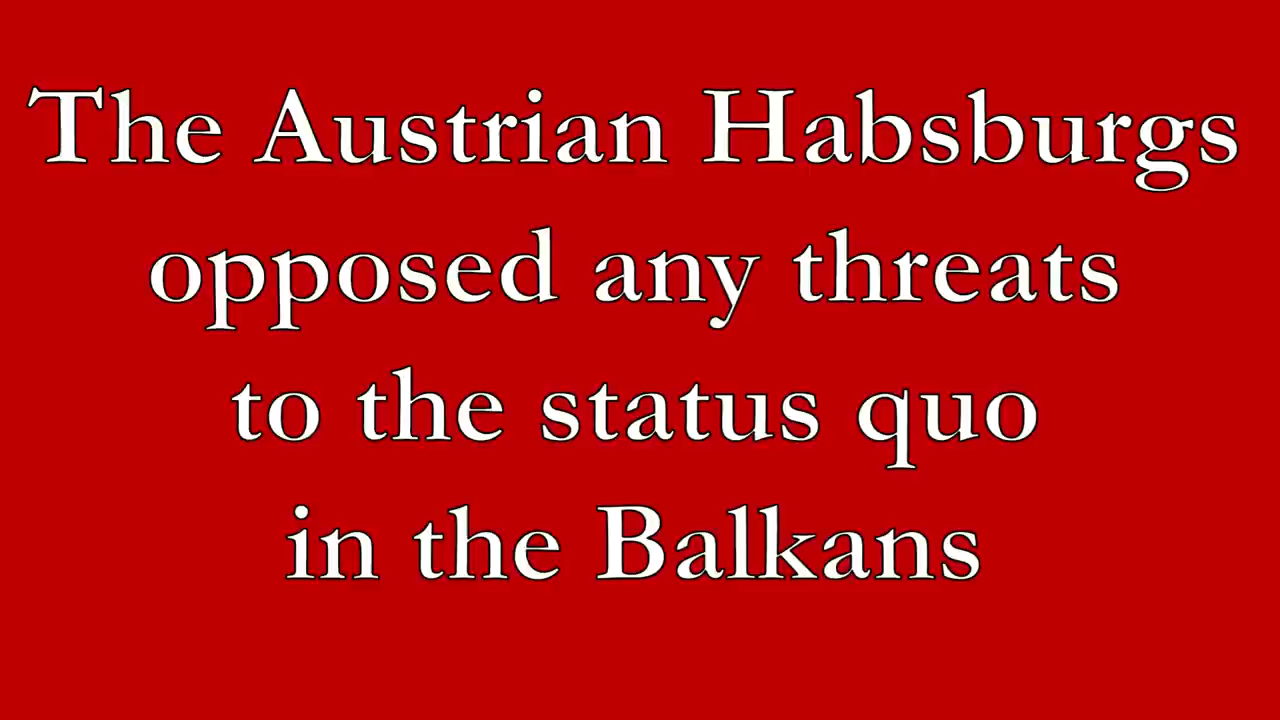 The Austrian Habsburgs
opposed any threats
to the status quo
in the Balkans